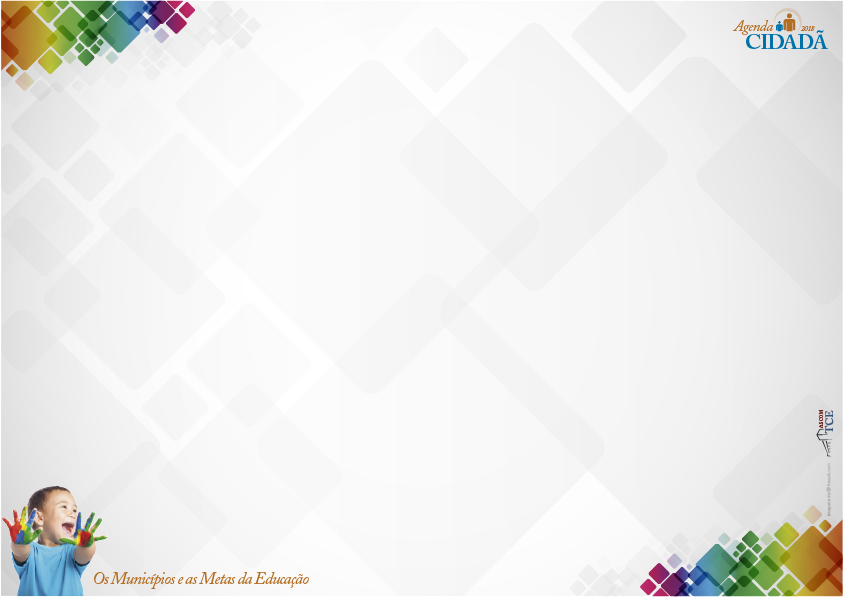 Agenda 2018
CIDADÃ
ASCOM
TCE
Os Municípios e as Metas da Educação